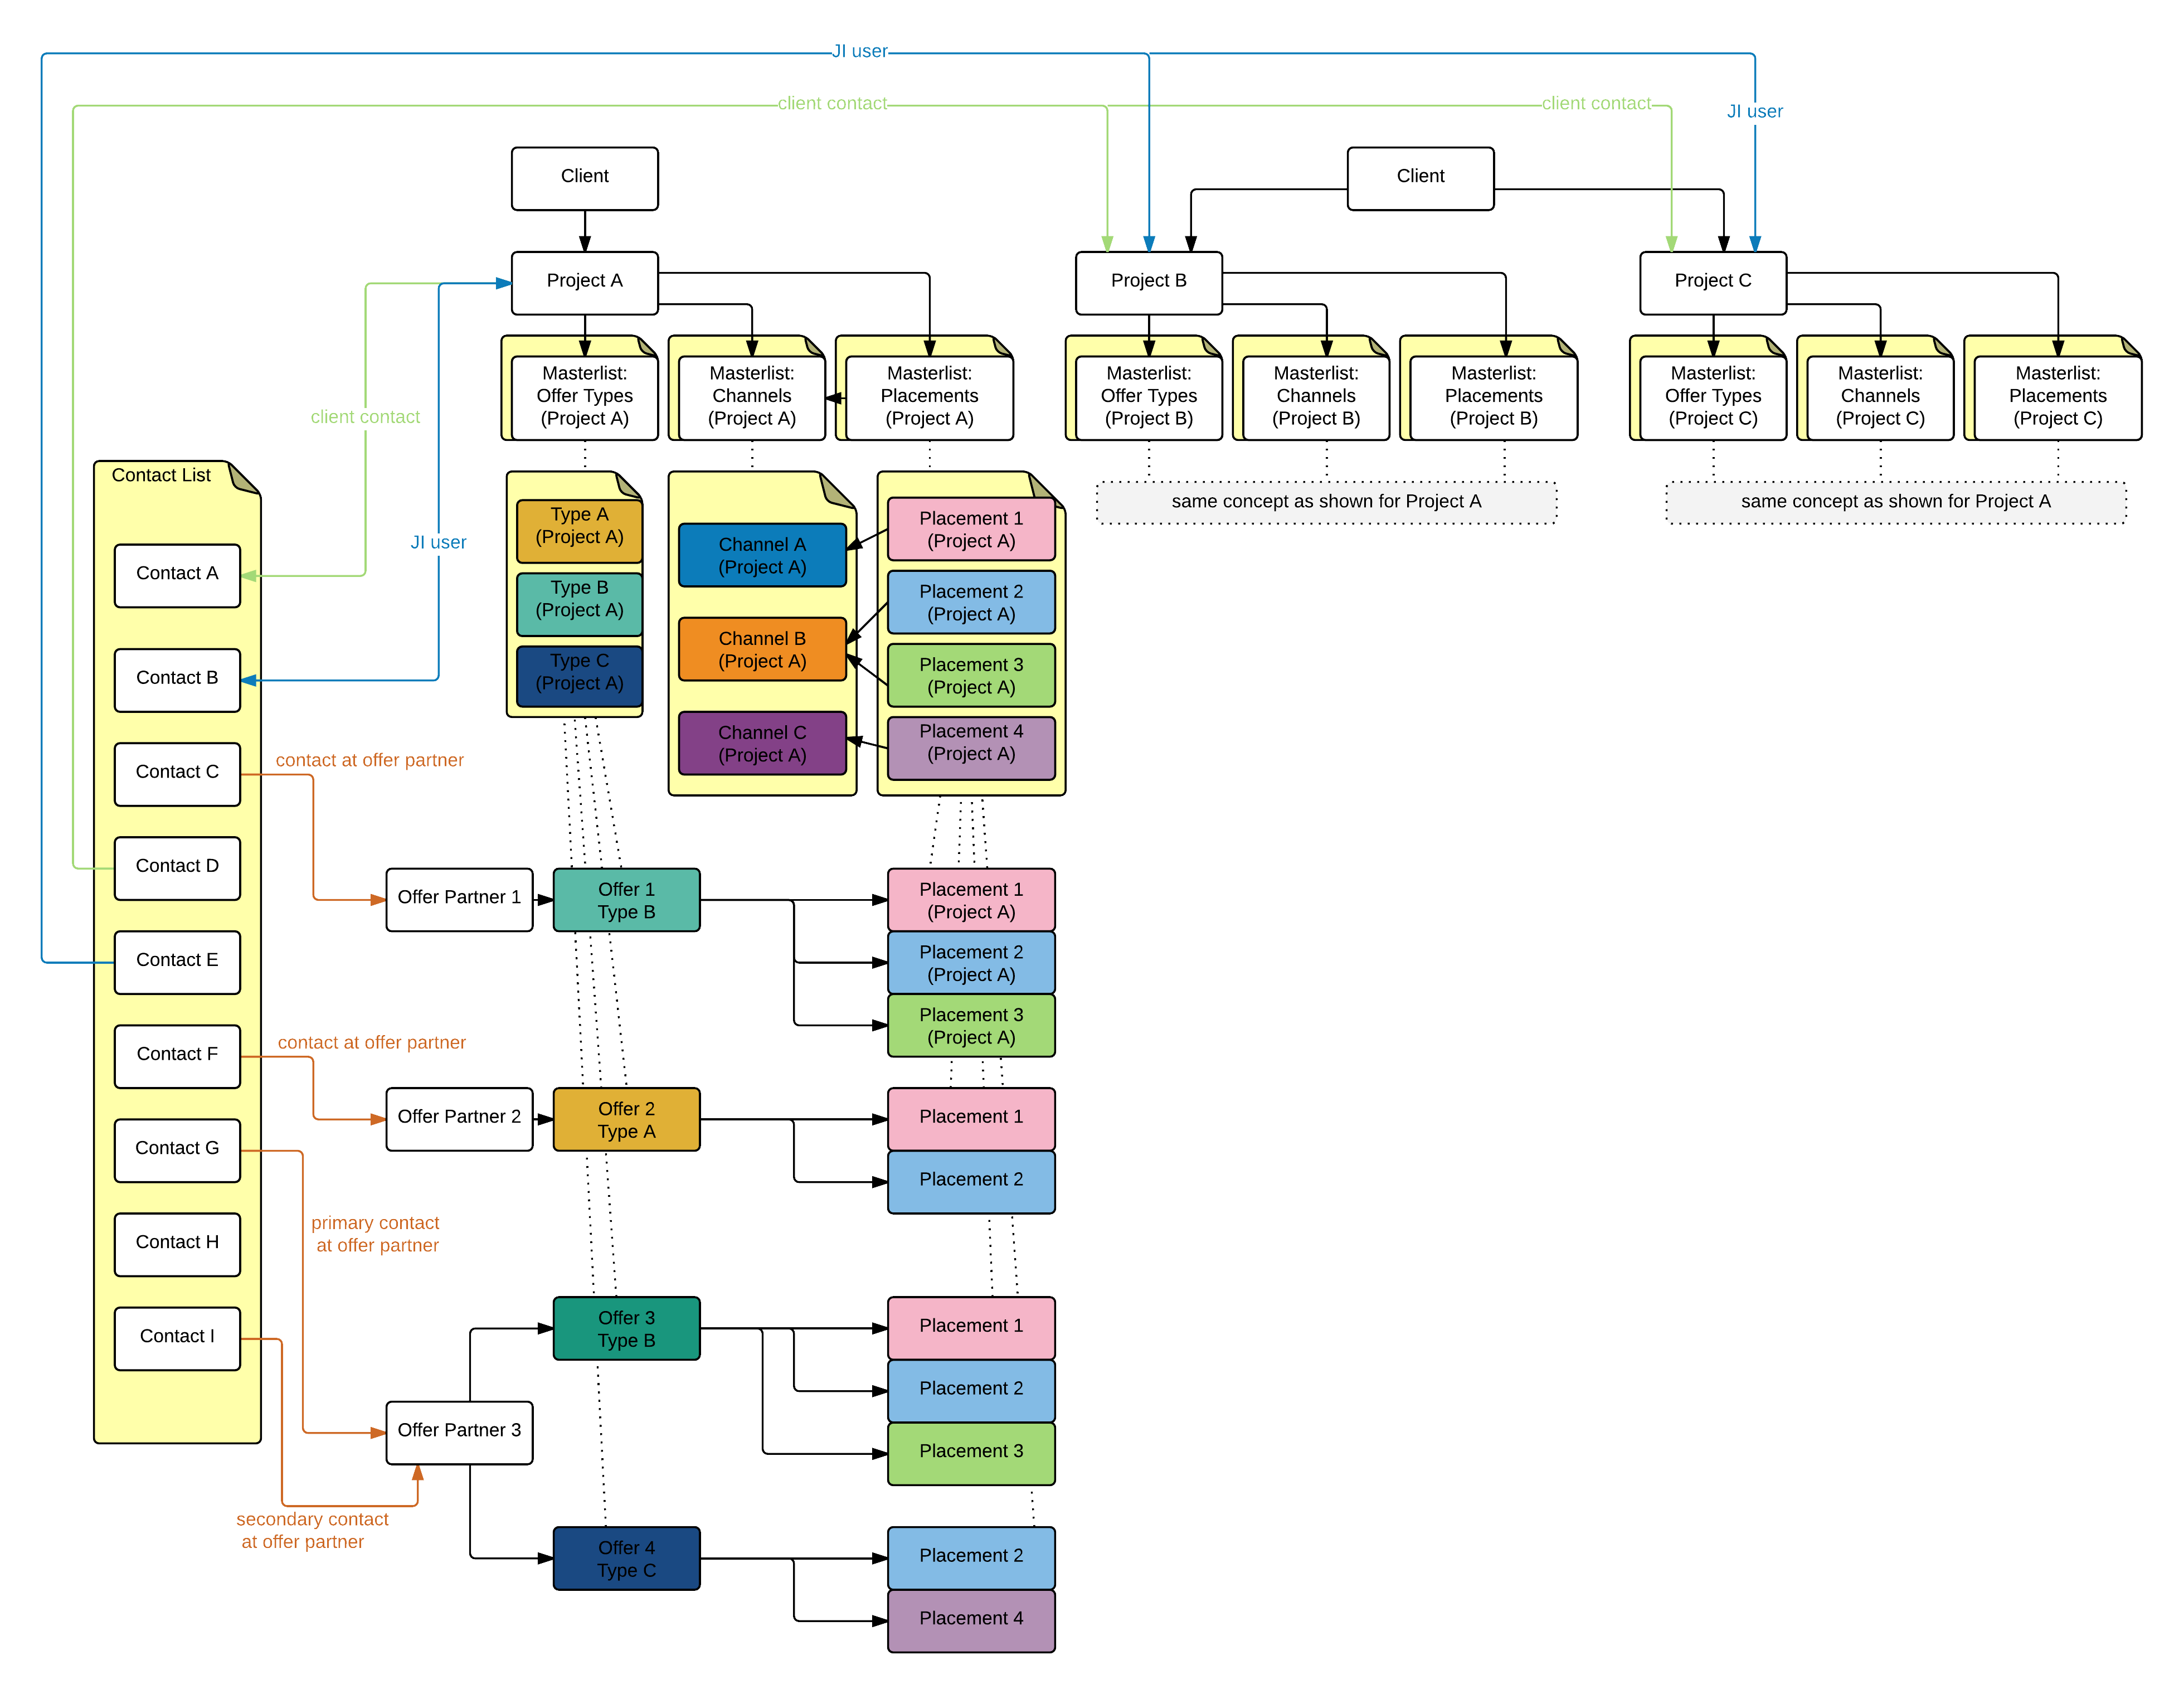 JI user
client contact
client contact
JI user
Client
Client
Project A
Project B
Project C
Masterlist:
Offer Types
(Project A)
Masterlist:
Channels
(Project A)
Masterlist:
Placements
(Project A)
Masterlist:
Offer Types
(Project B)
Masterlist:
Channels
(Project B)
Masterlist:
Placements
(Project B)
Masterlist:
Offer Types
(Project C)
Masterlist:
Channels
(Project C)
Masterlist:
Placements
(Project C)
client contact
JI user
same concept as shown for Project A
same concept as shown for Project A
Contact List
Contact A
Contact B
Contact C
Contact D
Contact E
Contact F
Contact G
Contact H
Contact I
Type A
(Project A)
Type B
(Project A)
Type C
(Project A)
Channel A
(Project A)
Channel B
(Project A)
Channel C
(Project A)
Placement 1
(Project A)
Placement 2
(Project A)
Placement 3
(Project A)
Placement 4
(Project A)
contact at offer partner
Offer Partner 1
Offer 1
Type B
Placement 1
(Project A)
Placement 2
(Project A)
Placement 3
(Project A)
contact at offer partner
Offer Partner 2
Offer 2
Type A
Placement 1
Placement 2
primary contact
at offer partner
Offer 3
Type B
Placement 1
Placement 2
Placement 3
Offer Partner 3
secondary contact
at offer partner
Offer 4
Type C
Placement 2
Placement 4